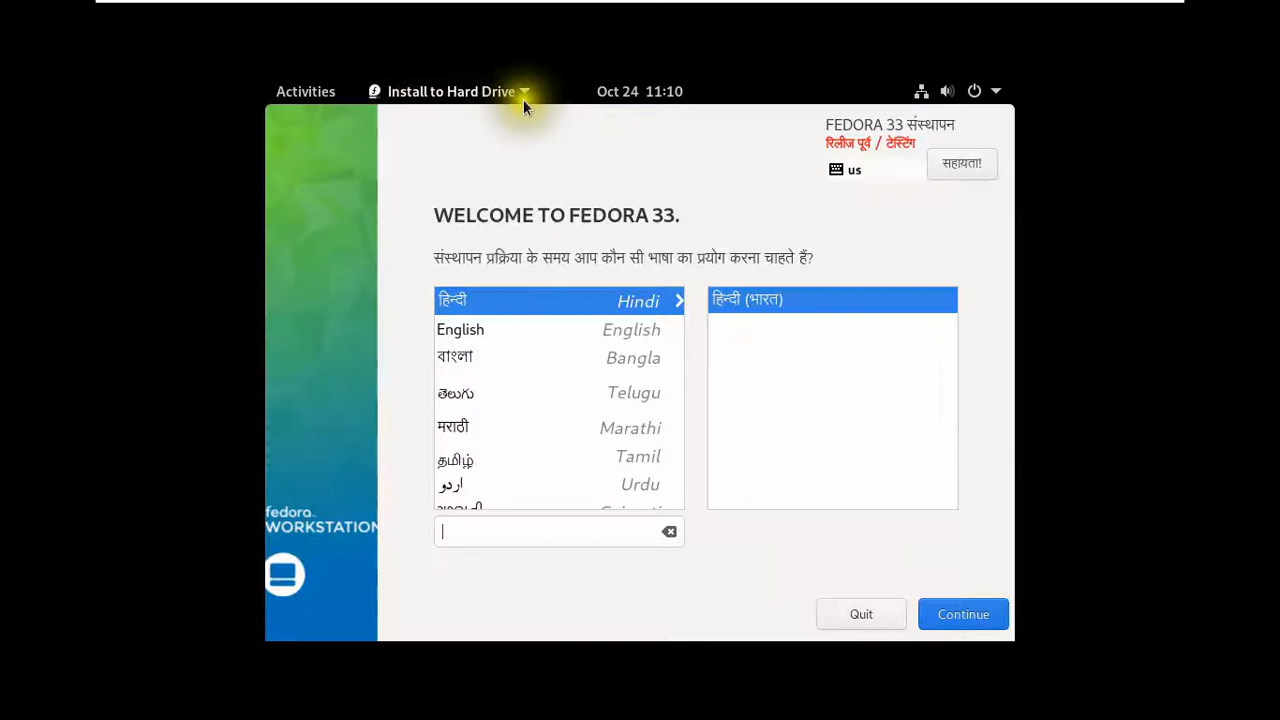 Activities Install to Hard Drive Oct 24 11:10
FEDORA 33 संस्थापन
रिलीज पूर्व / टेस्टिंग
us सहायता!
WELCOME TO FEDORA 33.
संस्थापन प्रक्रिया के समय आप कौन सी भाषा का प्रयोग करना चाहते हैं?
हिन्दी Hindi हिन्दी (भारत)
English English
বাংলা Bangla
తెలుగు Telugu
मराठी Marathi
தமிழ் Tamil
اردو Urdu
fedora
WORKSTATION
Quit Continue